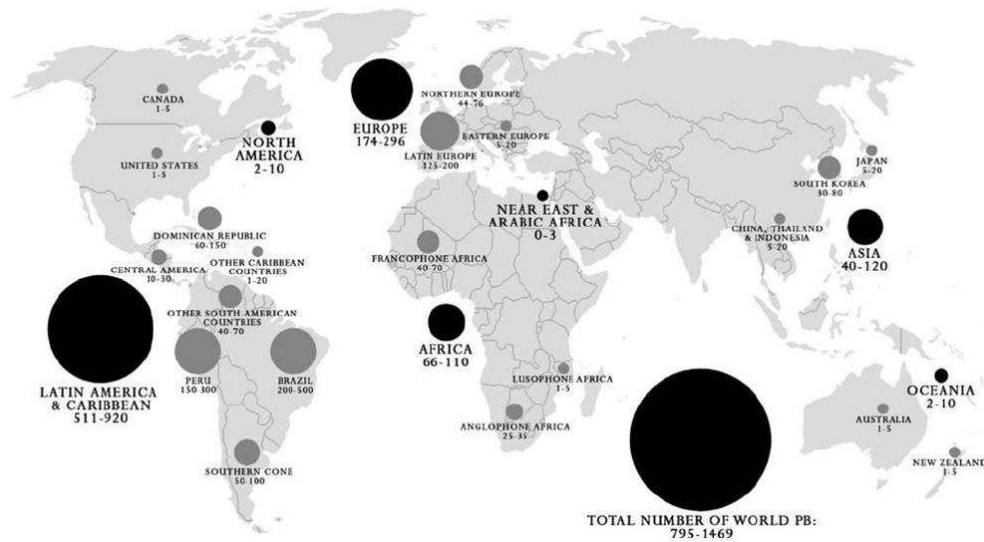 CANADA
1-5
UNITED STATES
1-5
NORTH
AMERICA
2-10
DOMINICAN REPUBLIC
60-150
CENTRAL AMERICA
10-30
OTHER CARIBBEAN
COUNTRIES
1-20
OTHER SOUTH AMERICAN
COUNTRIES
40-70
LATIN AMERICA
& CARIBBEAN
511-920
PERU
150-300
BRAZIL
200-500
SOUTHERN CONE
50-100
EUROPE
174-296
NORTHERN EUROPE
44-76
EASTERN EUROPE
5-20
LATIN EUROPE
125-200
NEAR EAST &
ARABIC AFRICA
0-3
FRANCOPHONE AFRICA
40-70
AFRICA
66-110
LUSOPHONE AFRICA
1-5
ANGLOPHONE AFRICA
25-35
JAPAN
5-20
SOUTH KOREA
30-80
CHINA, THAILAND
& INDONESIA
5-20
ASIA
40-120
OCEANIA
2-10
AUSTRALIA
1-5
NEW ZEALAND
1-5
TOTAL NUMBER OF WORLD PB:
795-1469